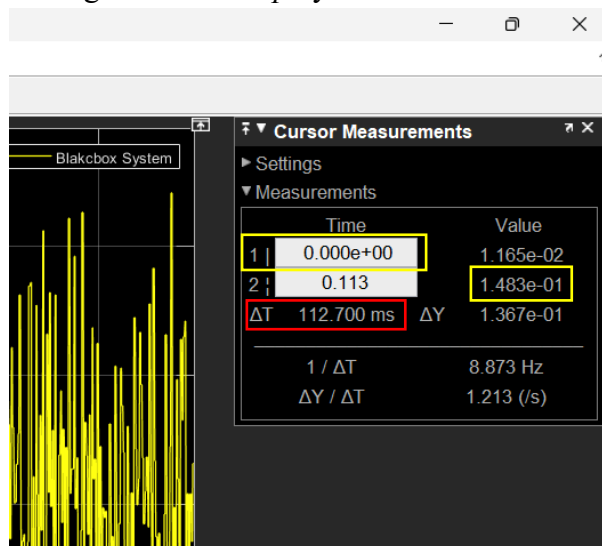 Blakcbox System
Cursor Measurements
Settings
Measurements
Time Value
1 | 0.000e+00 1.165e-02
2 ¦ 0.113 1.483e-01
ΔT 112.700 ms ΔY 1.367e-01
1 / ΔT 8.873 Hz
ΔY / ΔT 1.213 (/s)